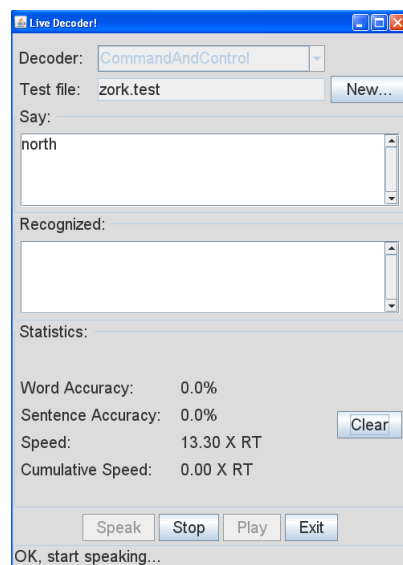 Live Decoder!
Decoder: CommandAndControl
Test file: zork.test New...
Say:
north
Recognized:
Statistics:
Word Accuracy: 0.0%
Sentence Accuracy: 0.0%
Clear
Speed: 13.30 X RT
Cumulative Speed: 0.00 X RT
Speak Stop Play Exit
OK, start speaking...